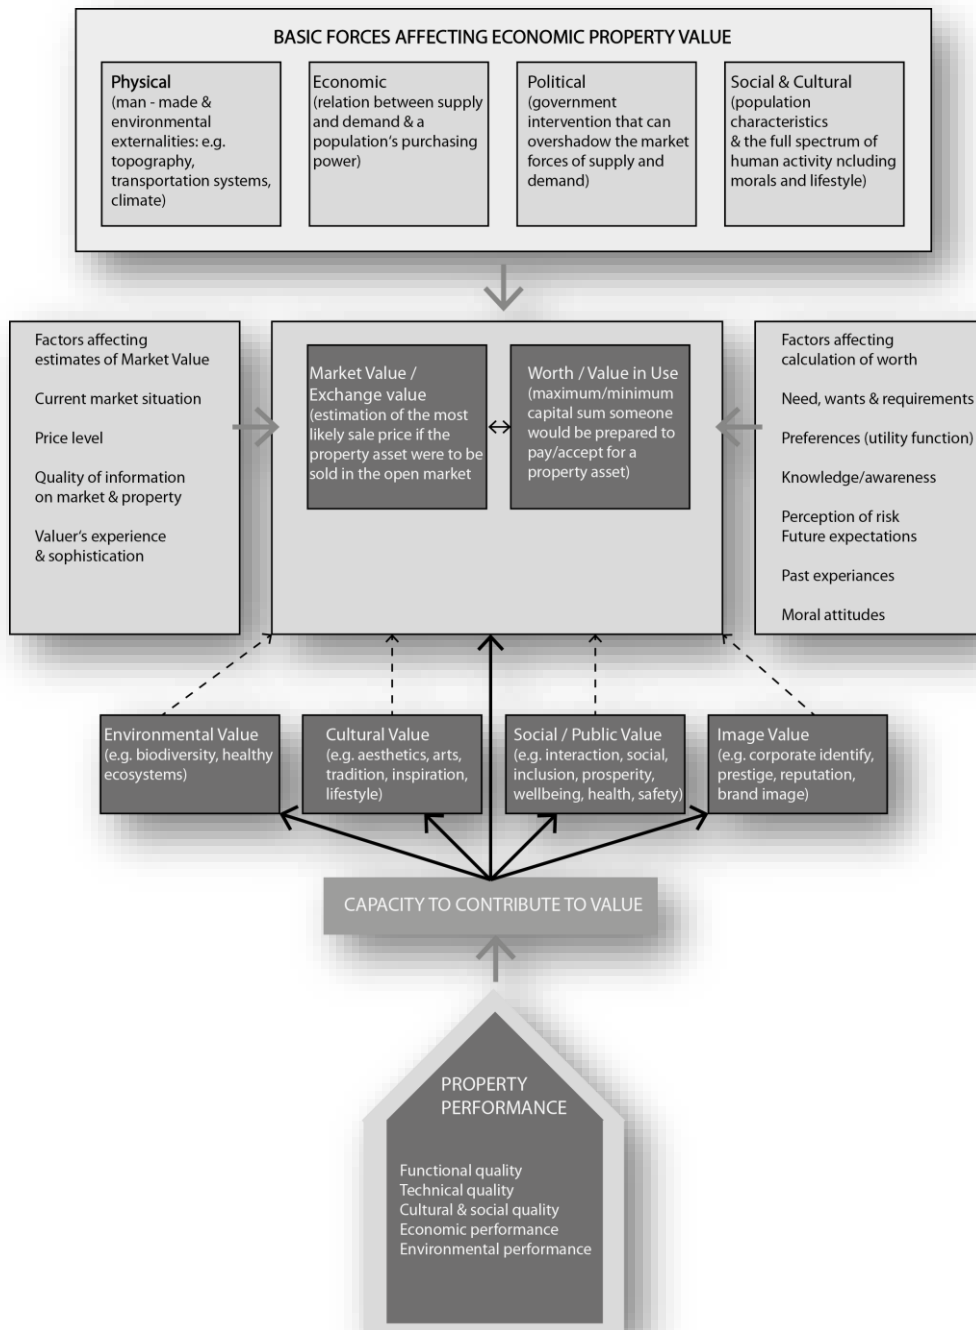 BASIC FORCES AFFECTING ECONOMIC PROPERTY VALUE
Physical
(man - made &
environmental
externalities: e.g.
topography,
transportation systems,
climate)
Economic
(relation between supply
and demand & a
population's purchasing
power)
Political
(government
intervention that can
overshadow the market
forces of supply and
demand)
Social & Cultural
(population
characteristics
& the full spectrum of
human activity ncluding
morals and lifestyle)
Factors affecting
estimates of Market Value
Current market situation
Price level
Quality of information
on market & property
Valuer's experience
& sophistication
Market Value /
Exchange value
(estimation of the most
likely sale price if the
property asset were to be
sold in the open market
Worth / Value in Use
(maximum/minimum
capital sum someone
would be prepared to
pay/accept for a
property asset)
Factors affecting
calculation of worth
Need, wants & requirements
Preferences (utility function)
Knowledge/awareness
Perception of risk
Future expectations
Past experiances
Moral attitudes
Environmental Value
(e.g. biodiversity, healthy
ecosystems)
Cultural Value
(e.g. aesthetics, arts,
tradition, inspiration,
lifestyle)
Social / Public Value
(e.g. interaction, social,
inclusion, prosperity,
wellbeing, health, safety)
Image Value
(e.g. corporate identify,
prestige, reputation,
brand image)
CAPACITY TO CONTRIBUTE TO VALUE
PROPERTY
PERFORMANCE
Functional quality
Technical quality
Cultural & social quality
Economic performance
Environmental performance